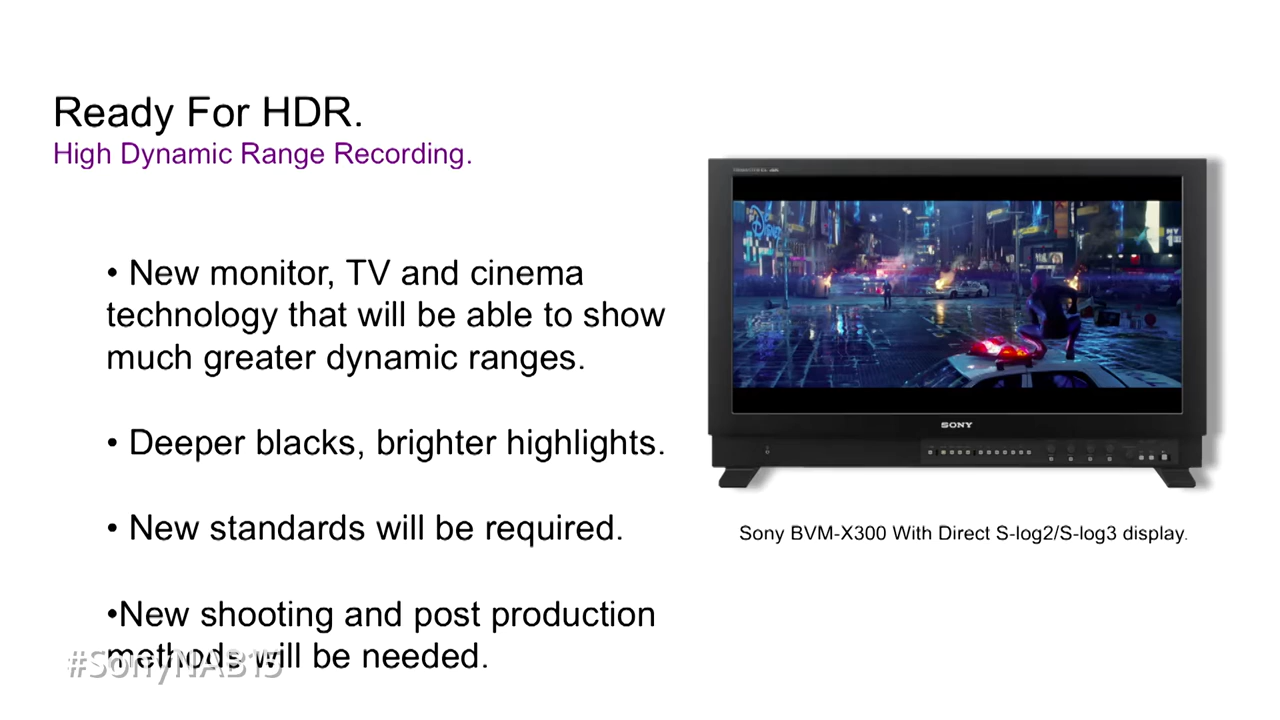 Ready For HDR.
High Dynamic Range Recording.
• New monitor, TV and cinema
technology that will be able to show
much greater dynamic ranges.
• Deeper blacks, brighter highlights.
• New standards will be required.
•New shooting and post production
methods will be needed.
#SonyNAB15
Disney
SONY
Sony BVM-X300 With Direct S-log2/S-log3 display.